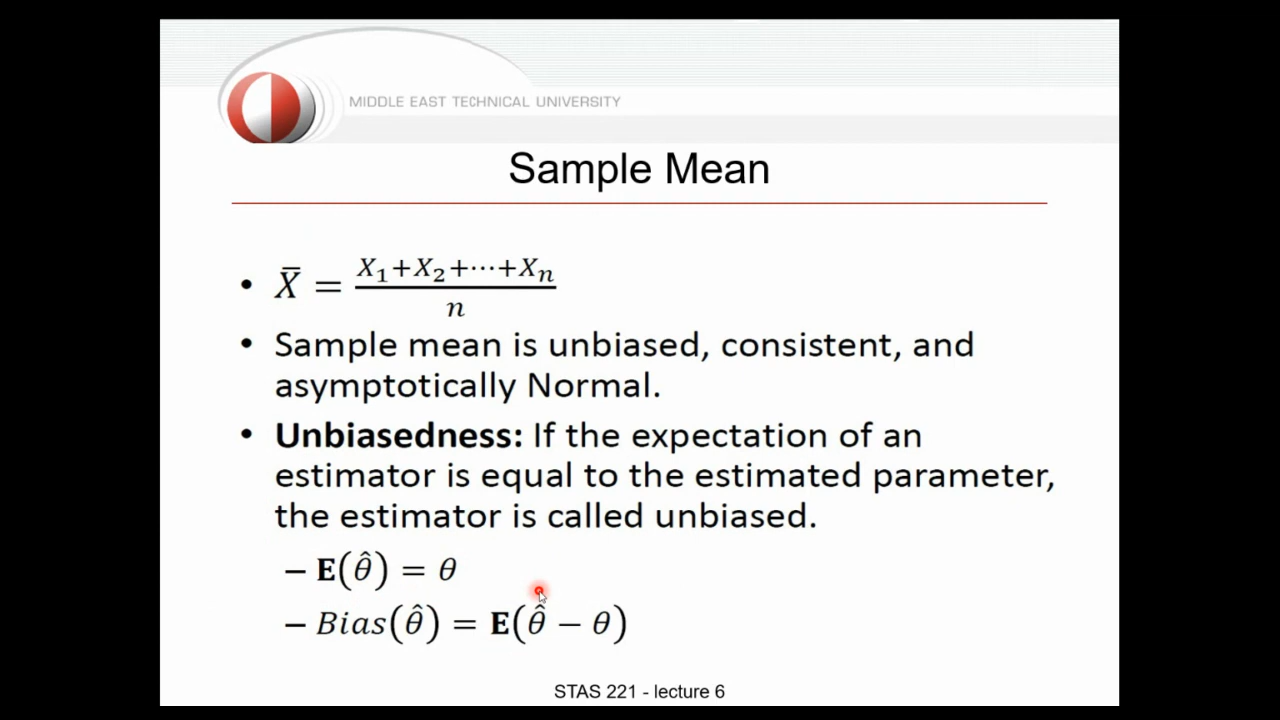 MIDDLE EAST TECHNICAL UNIVERSITY
Sample Mean
• X̄ = (X₁+X₂+⋯+Xₙ)/n
• Sample mean is unbiased, consistent, and
asymptotically Normal.
• Unbiasedness: If the expectation of an
estimator is equal to the estimated parameter,
the estimator is called unbiased.
– E(θ̂) = θ
– Bias(θ̂) = E(θ̂ − θ)
STAS 221 - lecture 6